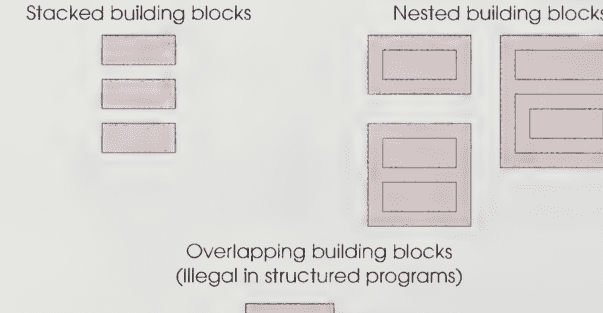 Stacked building blocks
Nested building blocks
Overlapping building blocks
(Illegal in structured programs)